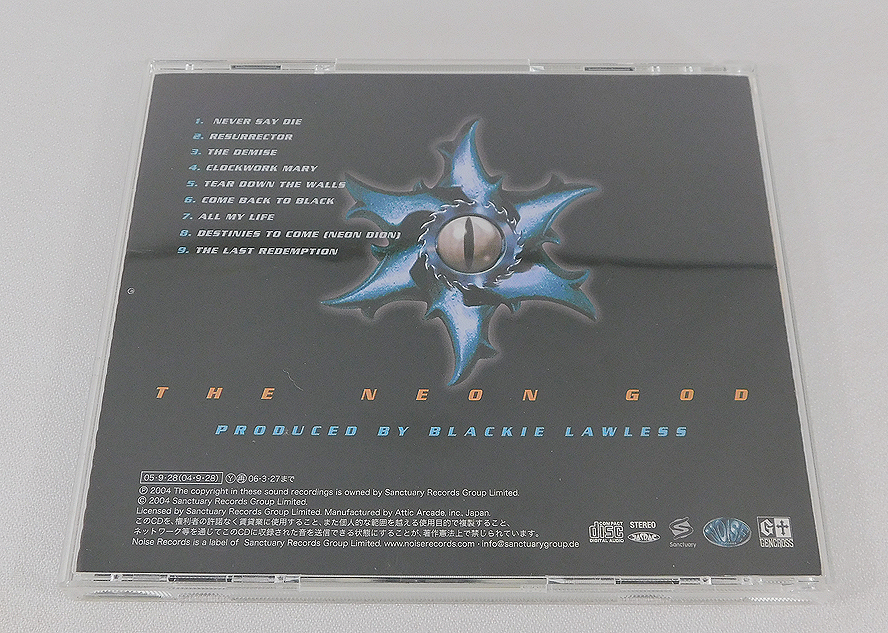 1. NEVER SAY DIE
2. RESURRECTOR
3. THE DEMISE
4. CLOCKWORK MARY
5. TEAR DOWN THE WALLS
6. COME BACK TO BLACK
7. ALL MY LIFE
8. DESTINIES TO COME (NEON DION)
9. THE LAST REDEMPTION
THE NEON GOD
PRODUCED BY BLACKIE LAWLESS
05・9・28(04・9・28) Ⓨ 06・3・27まで
Ⓟ 2004 The copyright in these sound recordings is owned by Sanctuary Records Group Limited.
© 2004 Sanctuary Records Group Limited.
Licensed by Sanctuary Records Group Limited. Manufactured by Attic Arcade, inc., Japan.
このCDを、権利者の許諾なく賃貸業に使用すること、また個人的な範囲を越える使用目的で複製すること、
ネットワーク等を通じてこのCDに収録された音を送信できる状態にすることが、著作憲法上で禁じられています。
Noise Records is a label of Sanctuary Records Group Limited. www.noiserecords.com · info@sanctuarygroup.de
COMPACT disc DIGITAL AUDIO
STEREO
Sanctuary
NOISE
G
GENCROSS